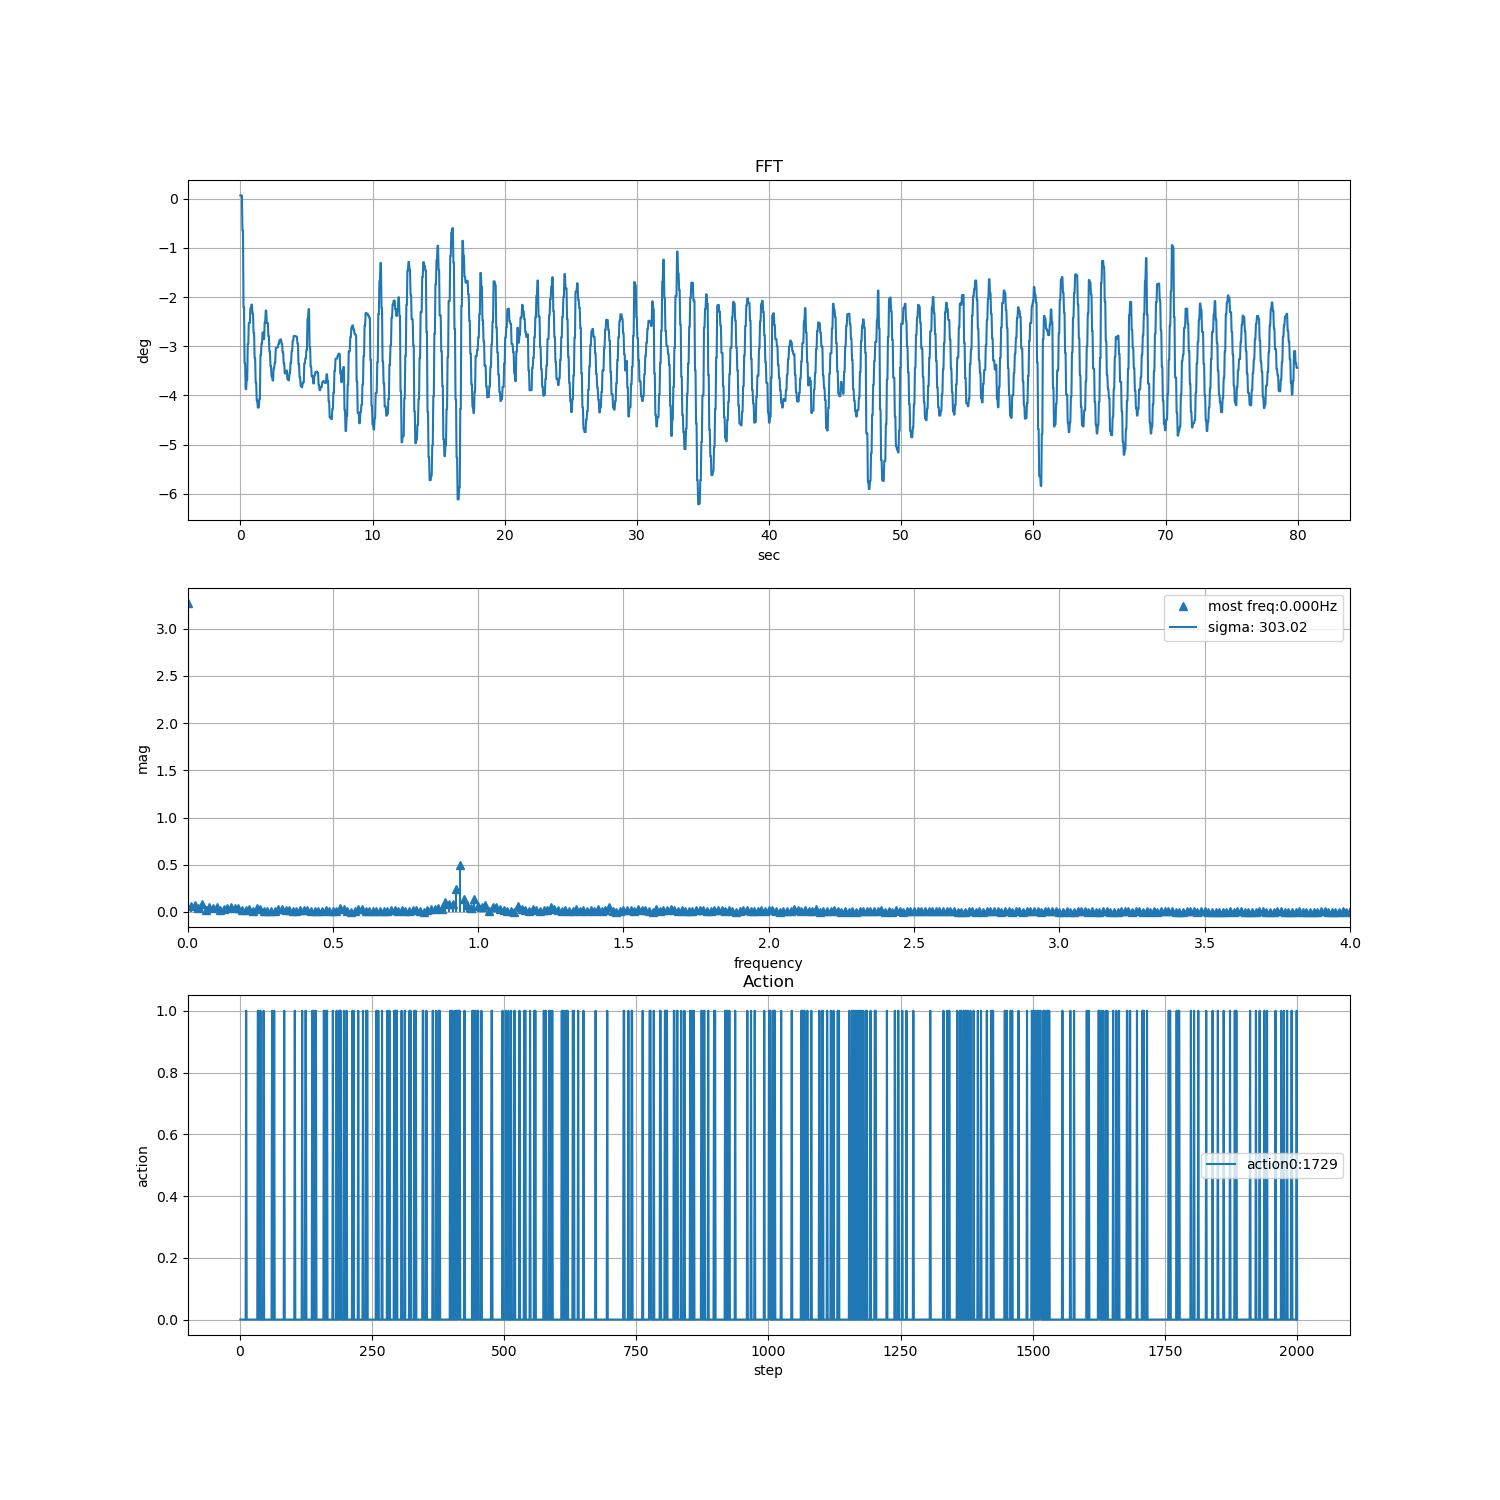 FFT
0
−1
−2
−3
−4
−5
−6
deg
0 10 20 30 40 50 60 70 80
sec
3.0
2.5
2.0
1.5
1.0
0.5
0.0
mag
most freq:0.000Hz
sigma: 303.02
0.0 0.5 1.0 1.5 2.0 2.5 3.0 3.5 4.0
frequency
Action
1.0
0.8
0.6
0.4
0.2
0.0
action
action0:1729
0 250 500 750 1000 1250 1500 1750 2000
step